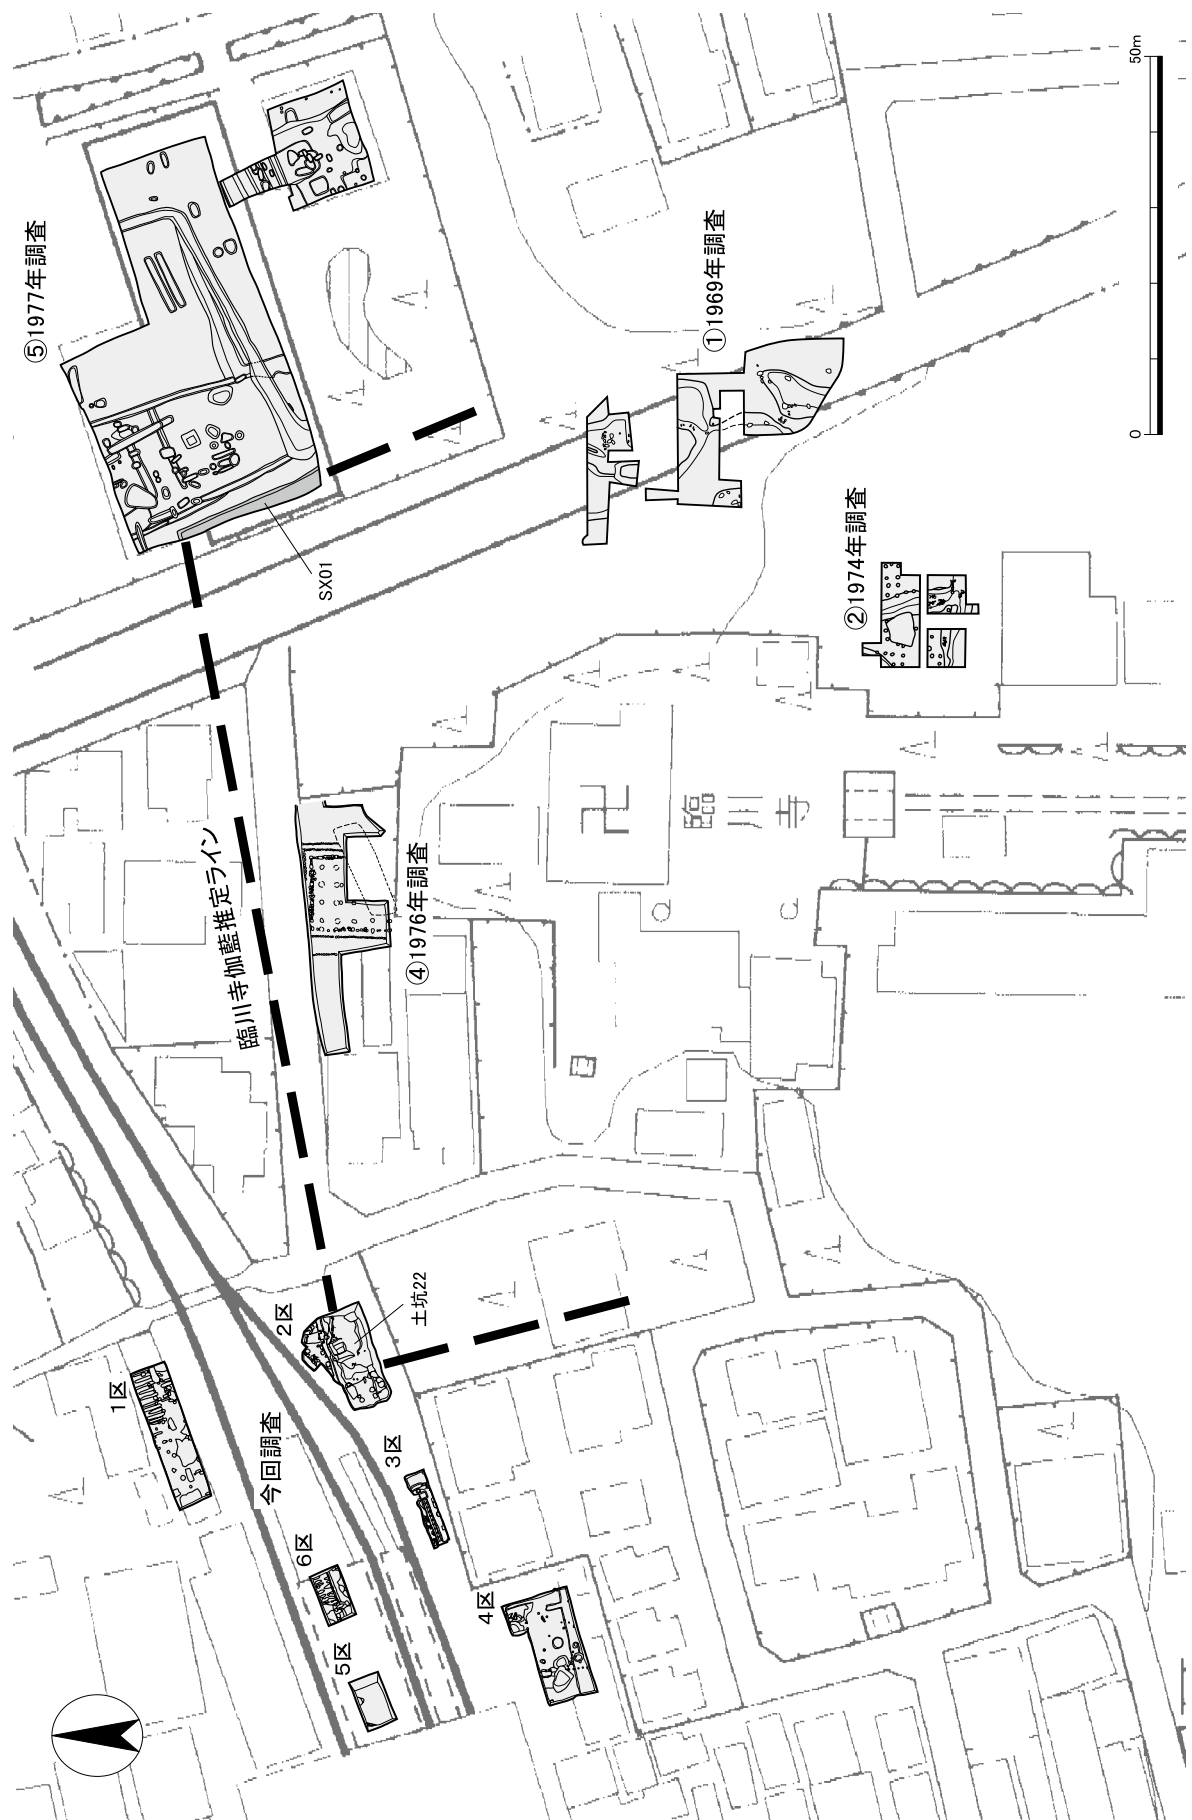 ⑤1977年調査
①1969年調査
②1974年調査
④1976年調査
SX01
臨川寺伽藍推定ライン
臨川寺
土坑22
今回調査
1区
2区
3区
4区
5区
6区
0
50m